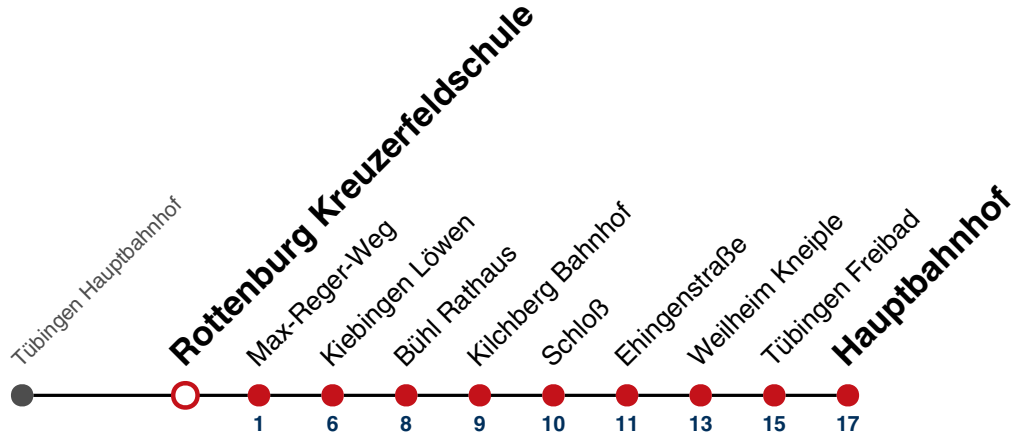 Tübingen Hauptbahnhof
Rottenburg Kreuzerfeldschule
Max-Reger-Weg
Kiebingen Löwen
Bühl Rathaus
Kilchberg Bahnhof
Schloß
Ehingenstraße
Weilheim Kneiple
Tübingen Freibad
Hauptbahnhof
1 6 8 9 10 11 13 15 17